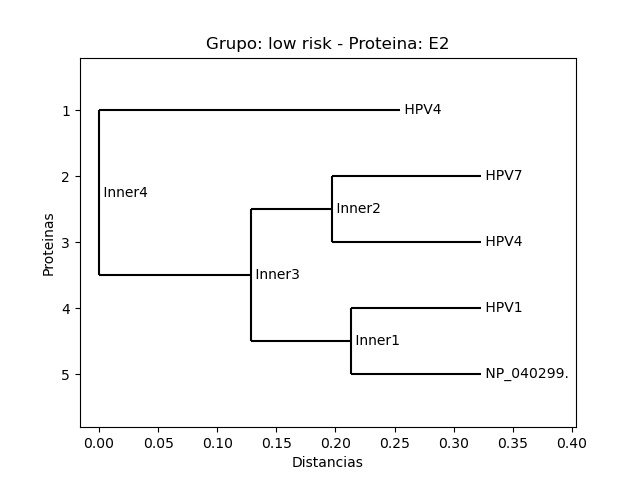 Grupo: low risk - Proteina: E2
1
HPV4
2
HPV7
Inner4
Inner2
3
HPV4
Proteinas
Inner3
4
HPV1
Inner1
5
NP_040299.
0.00 0.05 0.10 0.15 0.20 0.25 0.30 0.35 0.40
Distancias